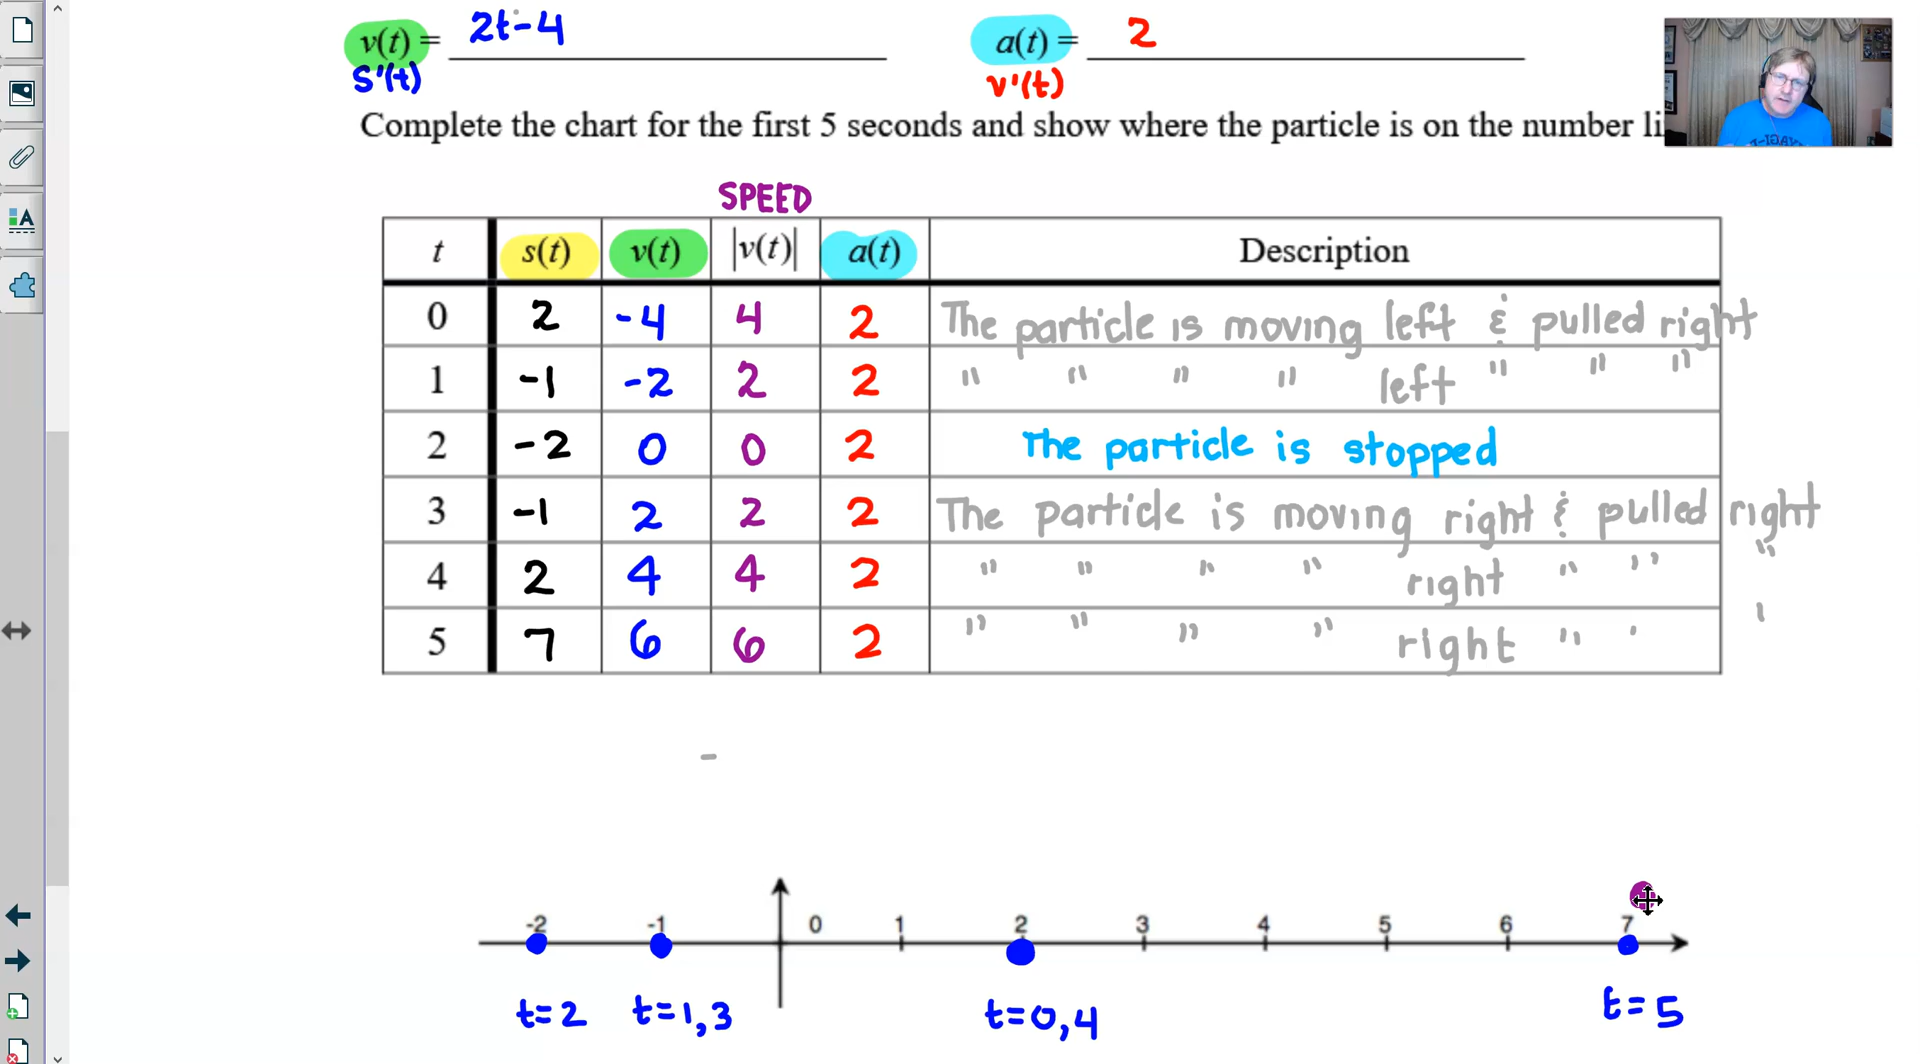 v(t) = 2t-4 a(t) = 2
s'(t) v'(t)
Complete the chart for the first 5 seconds and show where the particle is on the number li
SPEED
t s(t) v(t) |v(t)| a(t) Description
0 2 -4 4 2 The particle is moving left & pulled right
1 -1 -2 2 2 " " " " left " " "
2 -2 0 0 2 The particle is stopped
3 -1 2 2 2 The particle is moving right & pulled right
4 2 4 4 2 " " " " right " " "
5 7 6 6 2 " " " " right " ' '
-
-2 -1 0 1 2 3 4 5 6 7
t=2 t=1,3 t=0,4 t=5